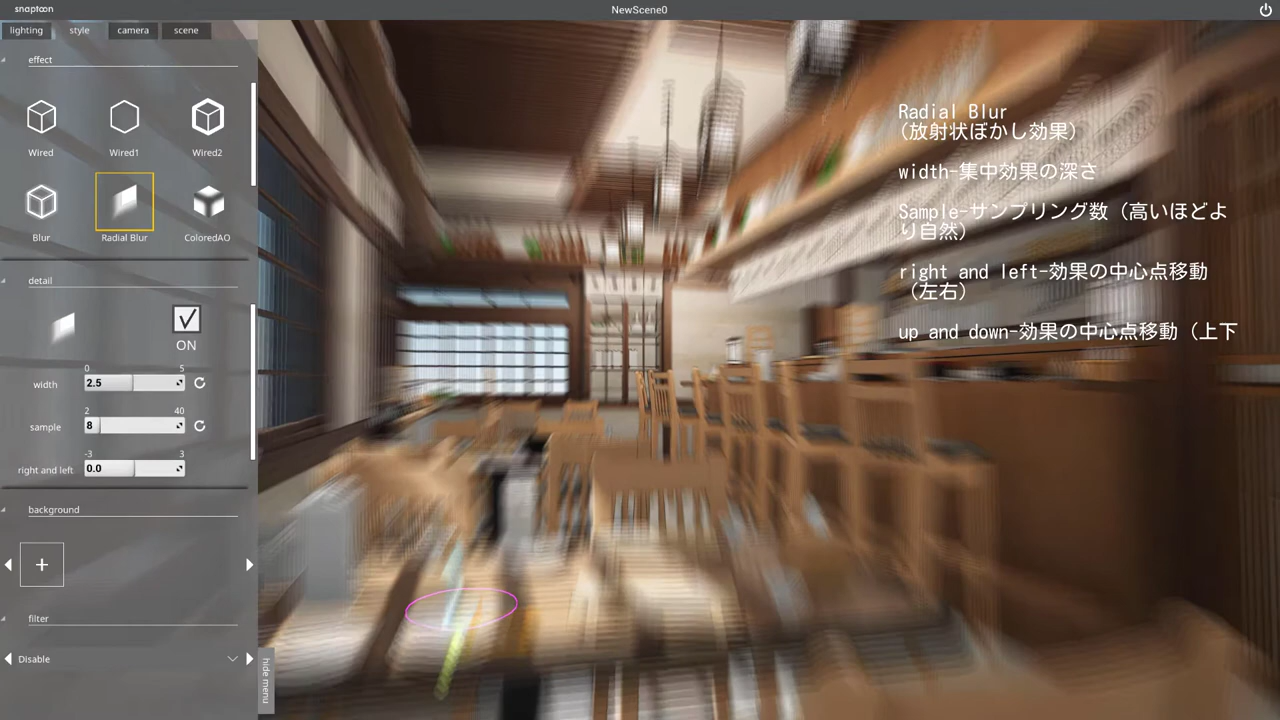 snaptoon
NewScene0
lighting
style
camera
scene
effect
Wired
Wired1
Wired2
Blur
Radial Blur
ColoredAO
detail
ON
0
5
width
2.5
2
40
sample
8
-3
3
right and left
0.0
background
+
filter
Disable
hide menu
Radial Blur
(放射状ぼかし効果)
width-集中効果の深さ
Sample-サンプリング数（高いほどよ
り自然）
right and left-効果の中心点移動
（左右）
up and down-効果の中心点移動（上下